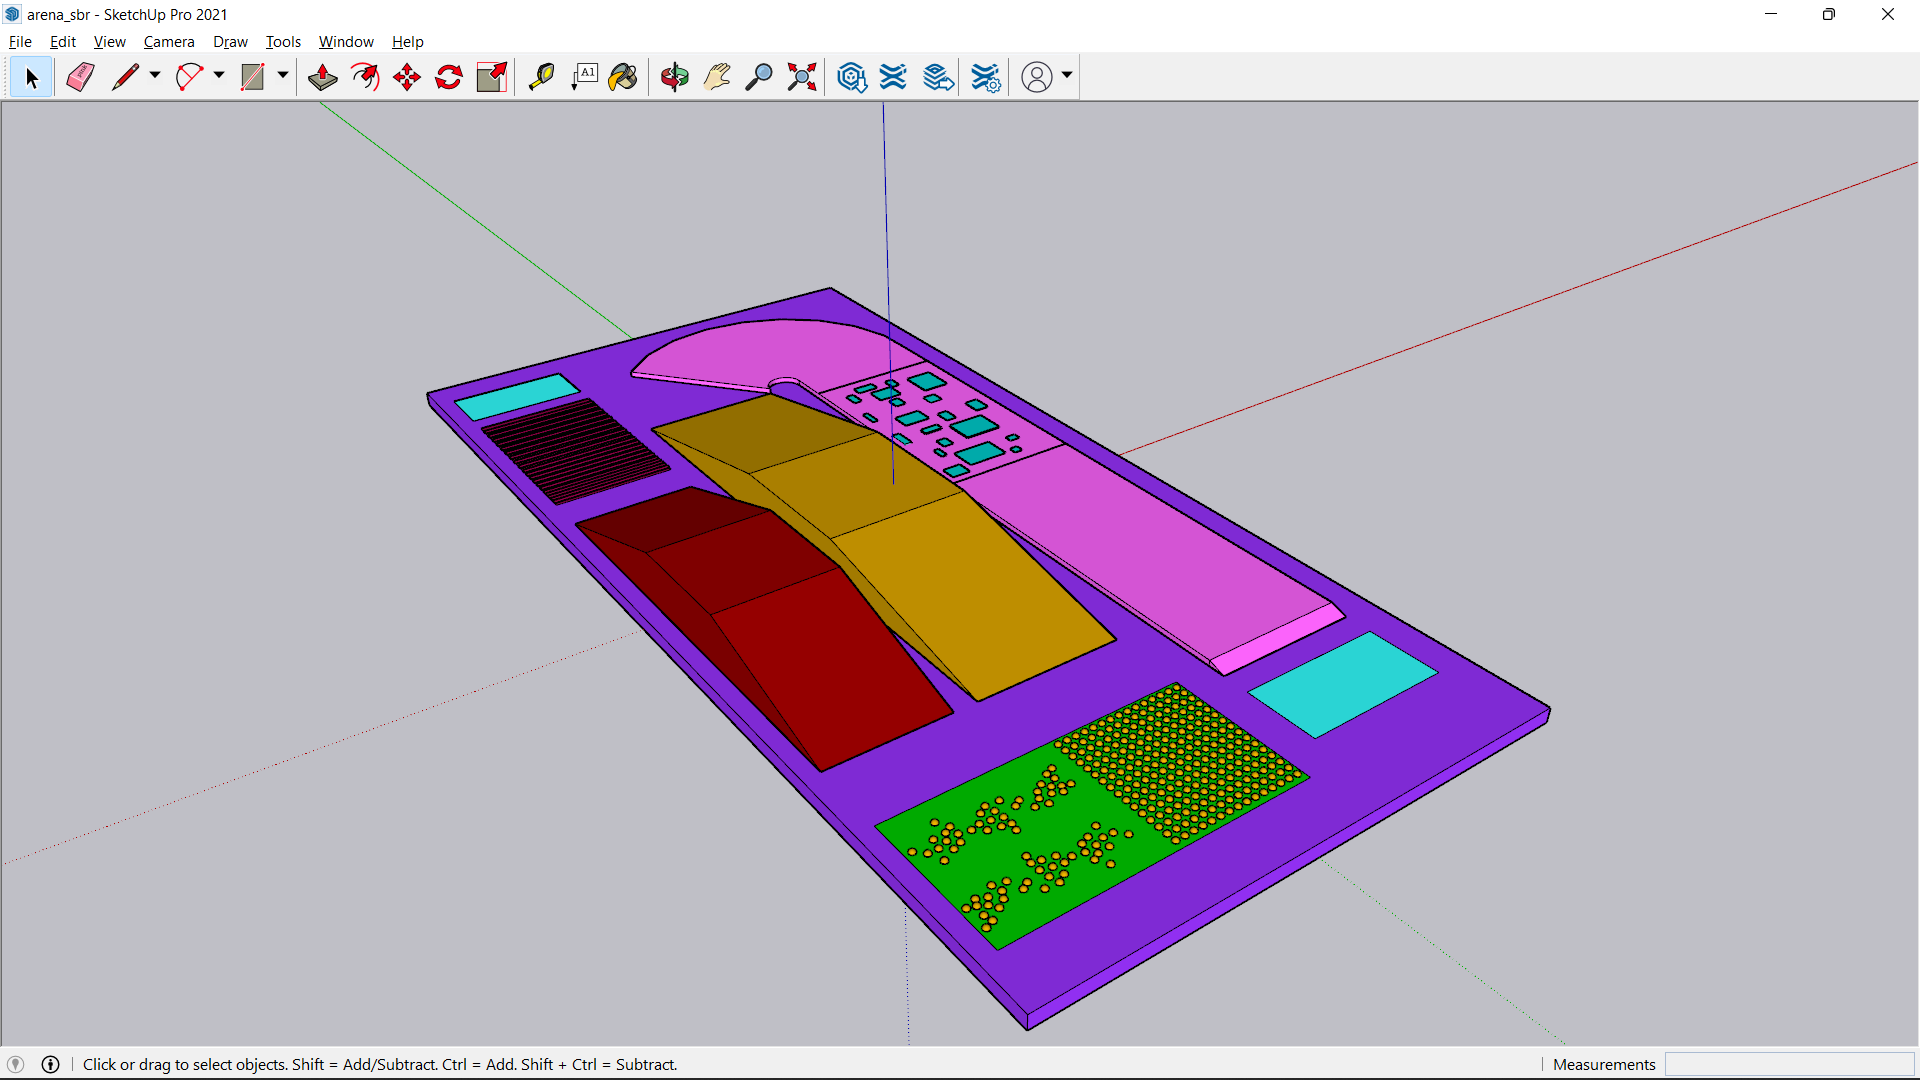 arena_sbr - SketchUp Pro 2021
File Edit View Camera Draw Tools Window Help
A1
Click or drag to select objects. Shift = Add/Subtract. Ctrl = Add. Shift + Ctrl = Subtract.
Measurements